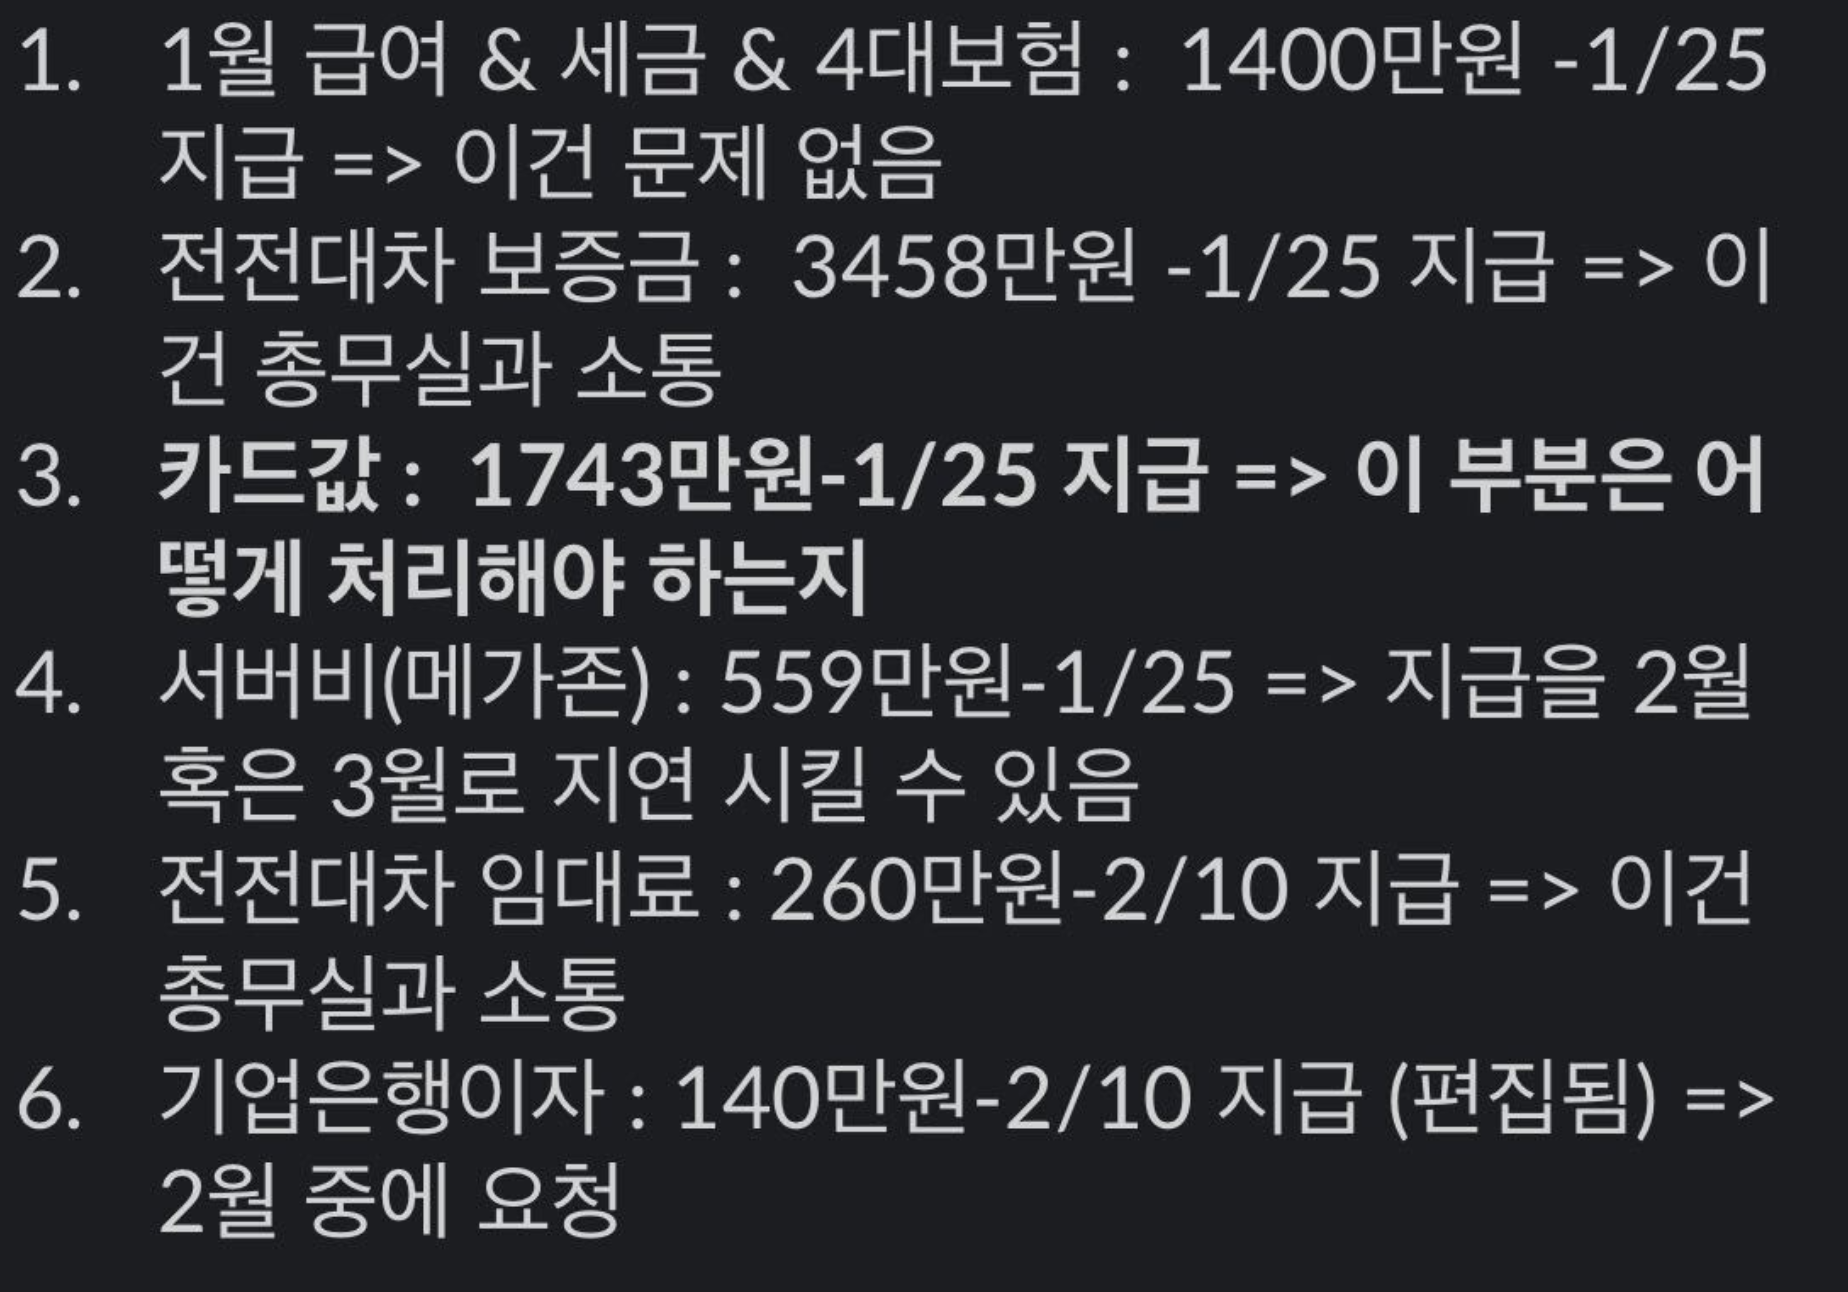 1. 1월 급여 & 세금 & 4대보험 : 1400만원 -1/25
지급 => 이건 문제 없음
2. 전전대차 보증금 : 3458만원 -1/25 지급 => 이
건 총무실과 소통
3. 카드값 : 1743만원-1/25 지급 => 이 부분은 어
떻게 처리해야 하는지
4. 서버비(메가존) : 559만원-1/25 => 지급을 2월
혹은 3월로 지연 시킬 수 있음
5. 전전대차 임대료 : 260만원-2/10 지급 => 이건
총무실과 소통
6. 기업은행이자 : 140만원-2/10 지급 (편집됨) =>
2월 중에 요청